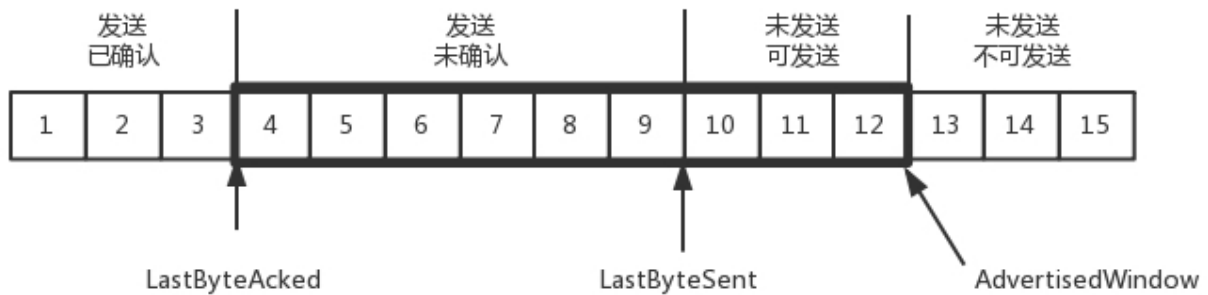 发送
已确认
发送
未确认
未发送
可发送
未发送
不可发送
1 2 3 4 5 6 7 8 9 10 11 12 13 14 15
LastByteAcked
LastByteSent
AdvertisedWindow